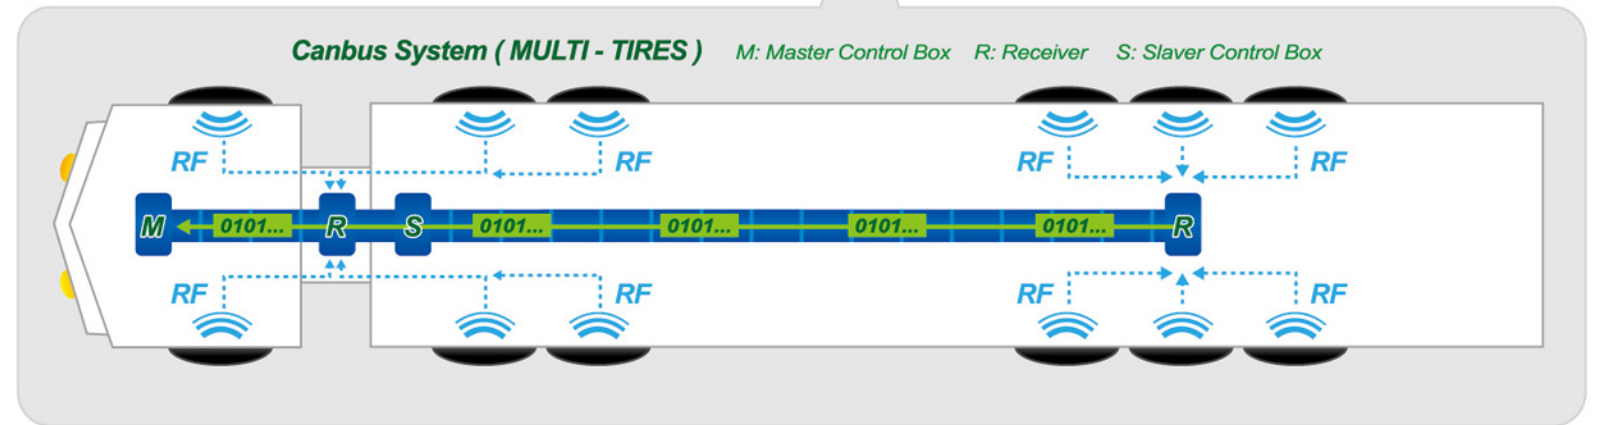 Canbus System ( MULTI - TIRES ) M: Master Control Box R: Receiver S: Slaver Control Box
RF RF RF RF
M 0101... R S 0101... 0101... 0101... 0101... R
RF RF RF RF